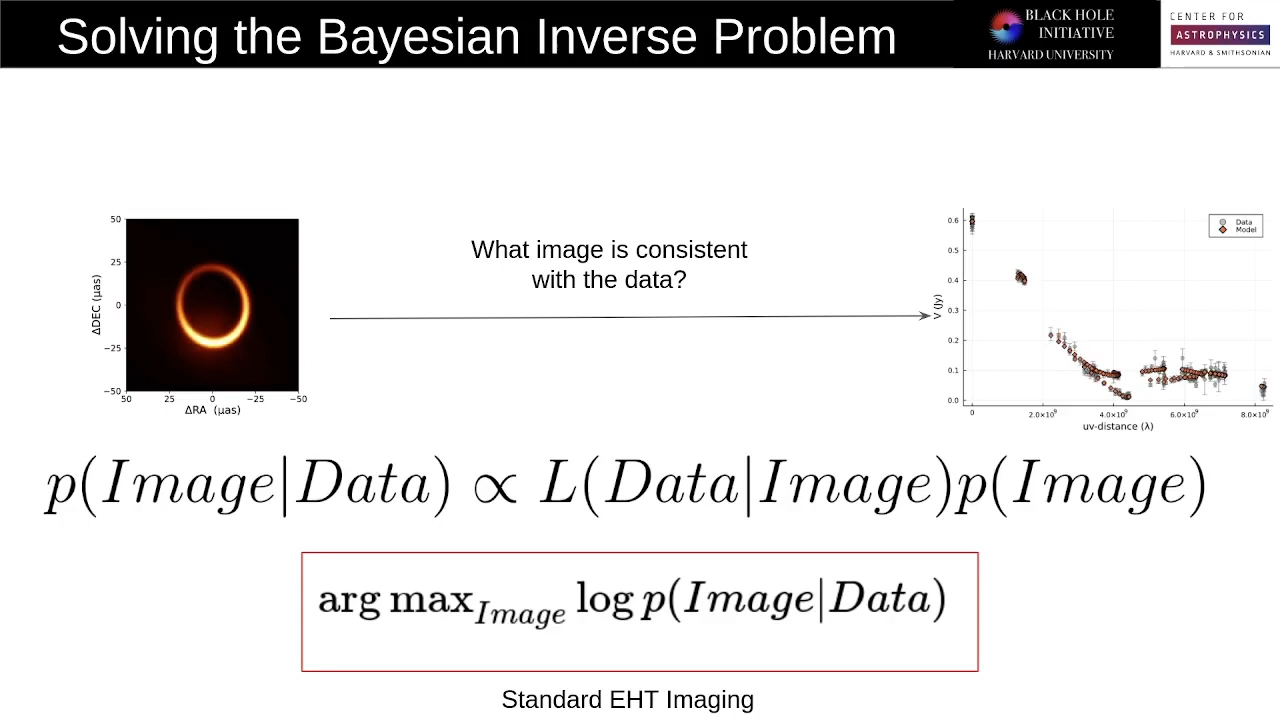 Solving the Bayesian Inverse Problem
BLACK HOLE
INITIATIVE
HARVARD UNIVERSITY
CENTER FOR
ASTROPHYSICS
HARVARD & SMITHSONIAN
What image is consistent
with the data?
50
25
0
−25
−50
ΔDEC (μas)
50 25 0 −25 −50
ΔRA (μas)
0.6
0.5
0.4
0.3
0.2
0.1
0.0
V (Jy)
Data
Model
0 2.0×10⁹ 4.0×10⁹ 6.0×10⁹ 8.0×10⁹
uv-distance (λ)
p(Image|Data) ∝ L(Data|Image)p(Image)
arg max_Image log p(Image|Data)
Standard EHT Imaging